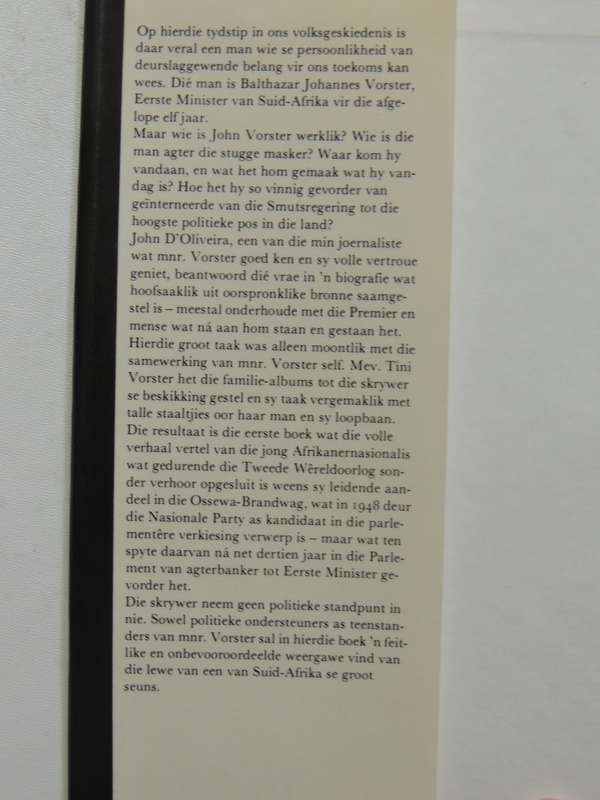 Op hierdie tydstip in ons volksgeskiedenis is
daar veral een man wie se persoonlikheid van
deurslaggewende belang vir ons toekoms kan
wees. Dié man is Balthazar Johannes Vorster,
Eerste Minister van Suid-Afrika vir die afge-
lope elf jaar.
Maar wie is John Vorster werklik? Wie is die
man agter die stugge masker? Waar kom hy
vandaan, en wat het hom gemaak wat hy van-
dag is? Hoe het hy so vinnig gevorder van
geïnterneerde van die Smutsregering tot die
hoogste politieke pos in die land?
John D'Oliveira, een van die min joernaliste
wat mnr. Vorster goed ken en sy volle vertroue
geniet, beantwoord dié vrae in 'n biografie wat
hoofsaaklik uit oorspronklike bronne saamge-
stel is – meestal onderhoude met die Premier en
mense wat ná aan hom staan en gestaan het.
Hierdie groot taak was alleen moontlik met die
samewerking van mnr. Vorster self. Mev. Tini
Vorster het die familie-albums tot die skrywer
se beskikking gestel en sy taak vergemaklik met
talle staaltjies oor haar man en sy loopbaan.
Die resultaat is die eerste boek wat die volle
verhaal vertel van die jong Afrikanernasionalis
wat gedurende die Tweede Wêreldoorlog son-
der verhoor opgesluit is weens sy leidende aan-
deel in die Ossewa-Brandwag, wat in 1948 deur
die Nasionale Party as kandidaat in die parle-
mentêre verkiesing verwerp is – maar wat ten
spyte daarvan ná net dertien jaar in die Parle-
ment van agterbanker tot Eerste Minister ge-
vorder het.
Die skrywer neem geen politieke standpunt in
nie. Sowel politieke ondersteuners as teenstan-
ders van mnr. Vorster sal in hierdie boek 'n feit-
like en onbevooroordeelde weergawe vind van
die lewe van een van Suid-Afrika se groot
seuns.